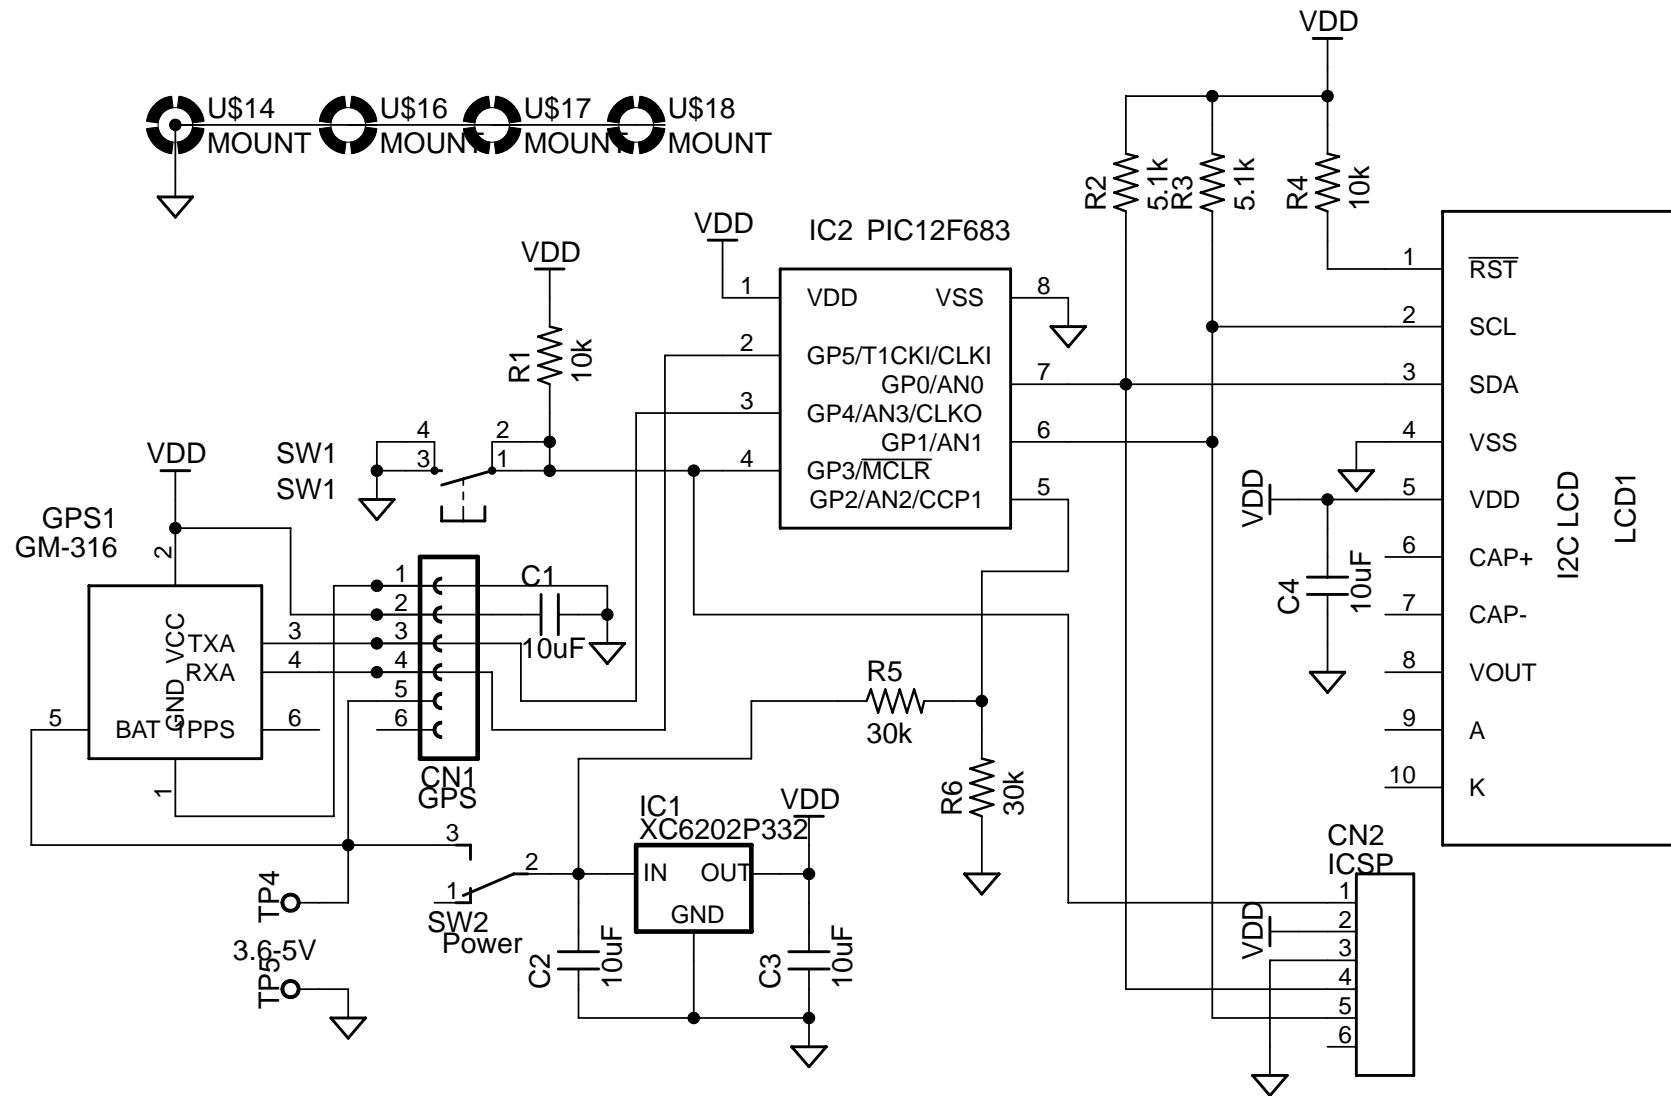 VDD
U$14
MOUNT
U$16
MOUNT
U$17
MOUNT
U$18
MOUNT
R2
5.1k
R3
5.1k
R4
10k
VDD
IC2 PIC12F683
1
VDD
VSS
8
2
GP5/T1CKI/CLKI
GP0/AN0
7
3
GP4/AN3/CLKO
GP1/AN1
6
4
GP3/MCLR
GP2/AN2/CCP1
5
VDD
R1
10k
SW1
SW1
4
3
2
1
VDD
GPS1
GM-316
2
VCC
GND
TXA
3
RXA
4
BAT
1PPS
5
6
1
1
2
3
4
5
6
CN1
GPS
C1
10uF
R5
30k
R6
30k
IC1
XC6202P332
VDD
IN
OUT
GND
3
2
1
SW2
Power
C2
10uF
C3
10uF
TP4
3.6-5V
TP5
1
RST
2
SCL
3
SDA
4
VSS
5
VDD
6
CAP+
7
CAP-
8
VOUT
9
A
10
K
I2C LCD
LCD1
VDD
C4
10uF
CN2
ICSP
1
2
3
4
5
6
VDD